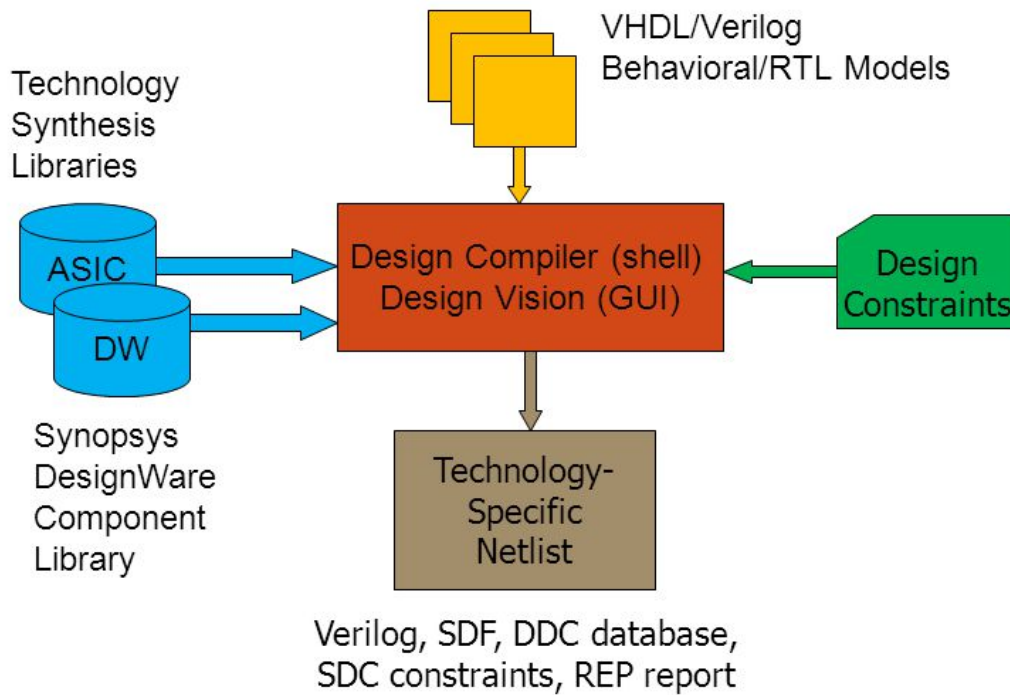 VHDL/Verilog
Behavioral/RTL Models
Technology
Synthesis
Libraries
ASIC
DW
Design Compiler (shell)
Design Vision (GUI)
Design
Constraints
Synopsys
DesignWare
Component
Library
Technology-
Specific
Netlist
Verilog, SDF, DDC database,
SDC constraints, REP report